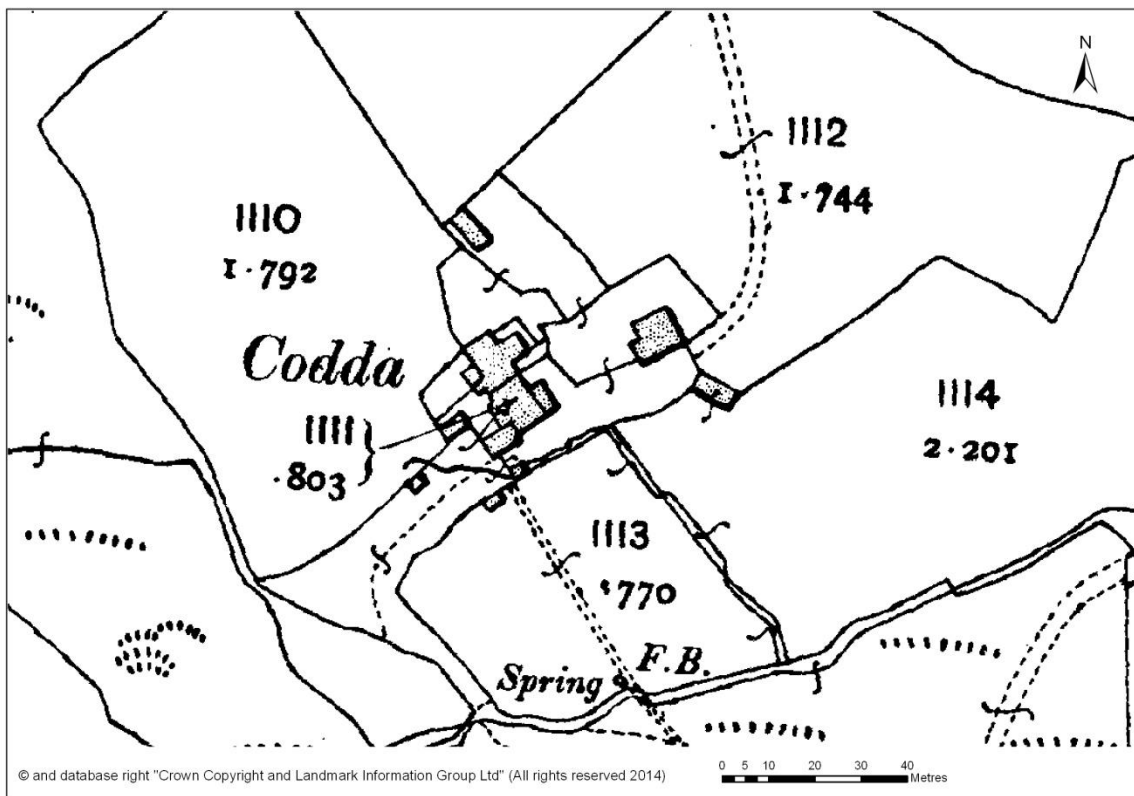 N
1112
1·744
1110
1·792
Codda
1111
·803
1114
2·201
1113
·770
F.B.
Spring
© and database right "Crown Copyright and Landmark Information Group Ltd" (All rights reserved 2014)
0 5 10 20 30 40
Metres